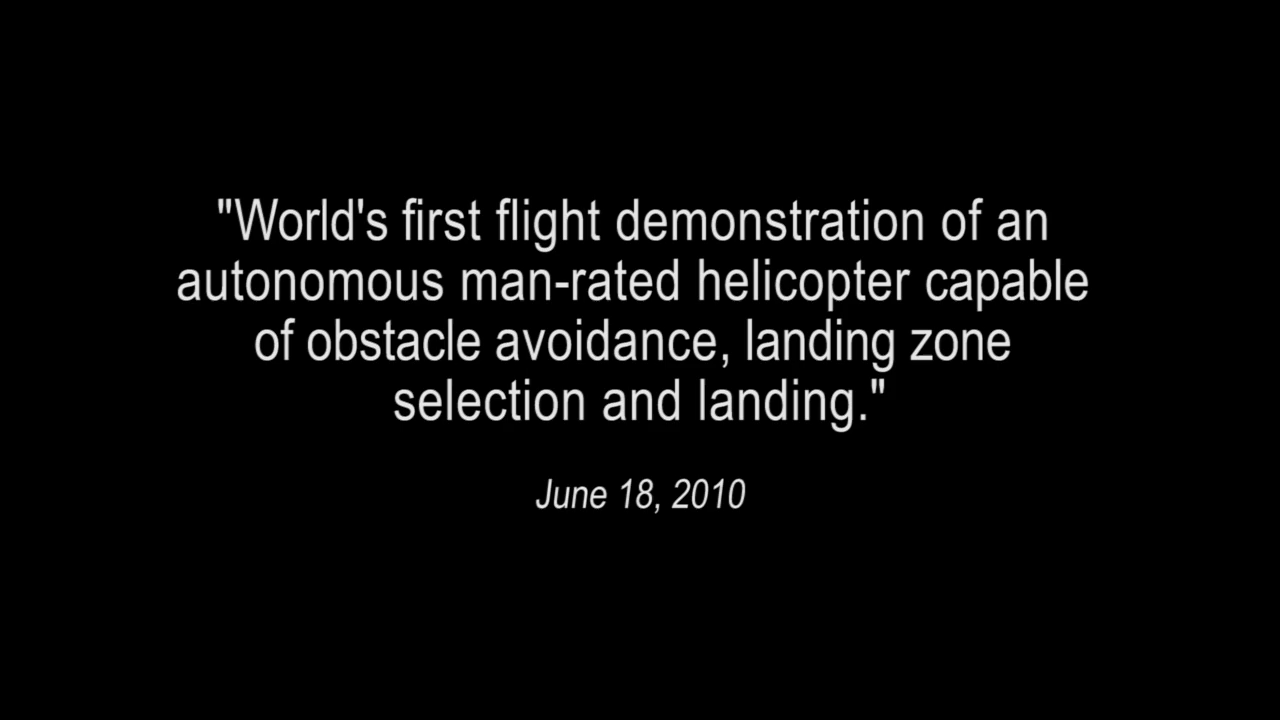 "World's first flight demonstration of an
autonomous man-rated helicopter capable
of obstacle avoidance, landing zone
selection and landing."
June 18, 2010